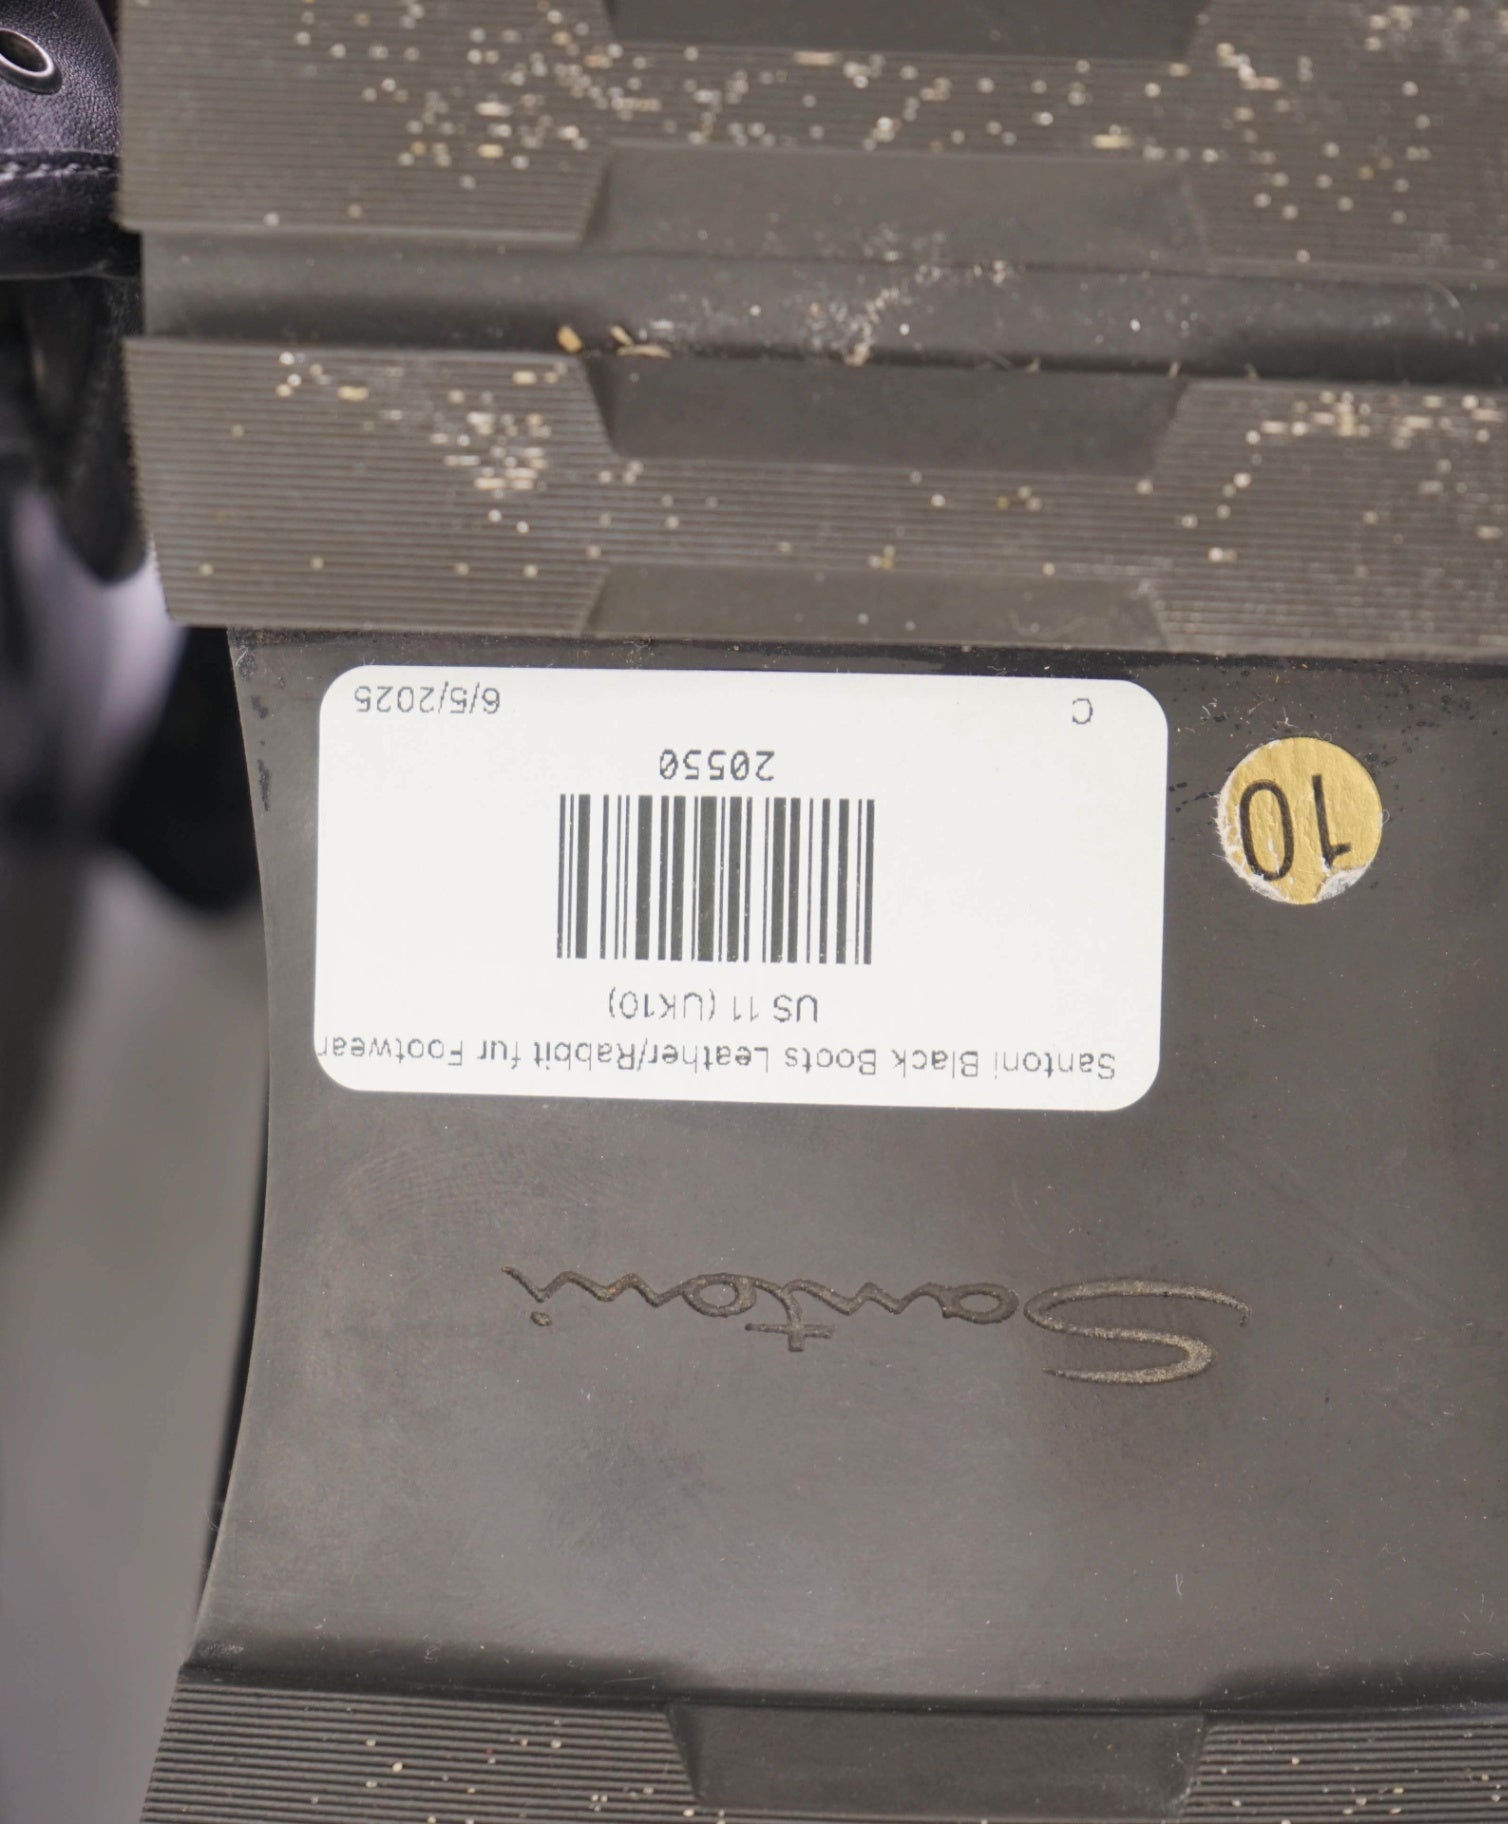 Santoni
Santoni Black Boots Leather/Rabbit fur Footwear
US 11 (UK10)
20550
C
6/5/2025
10